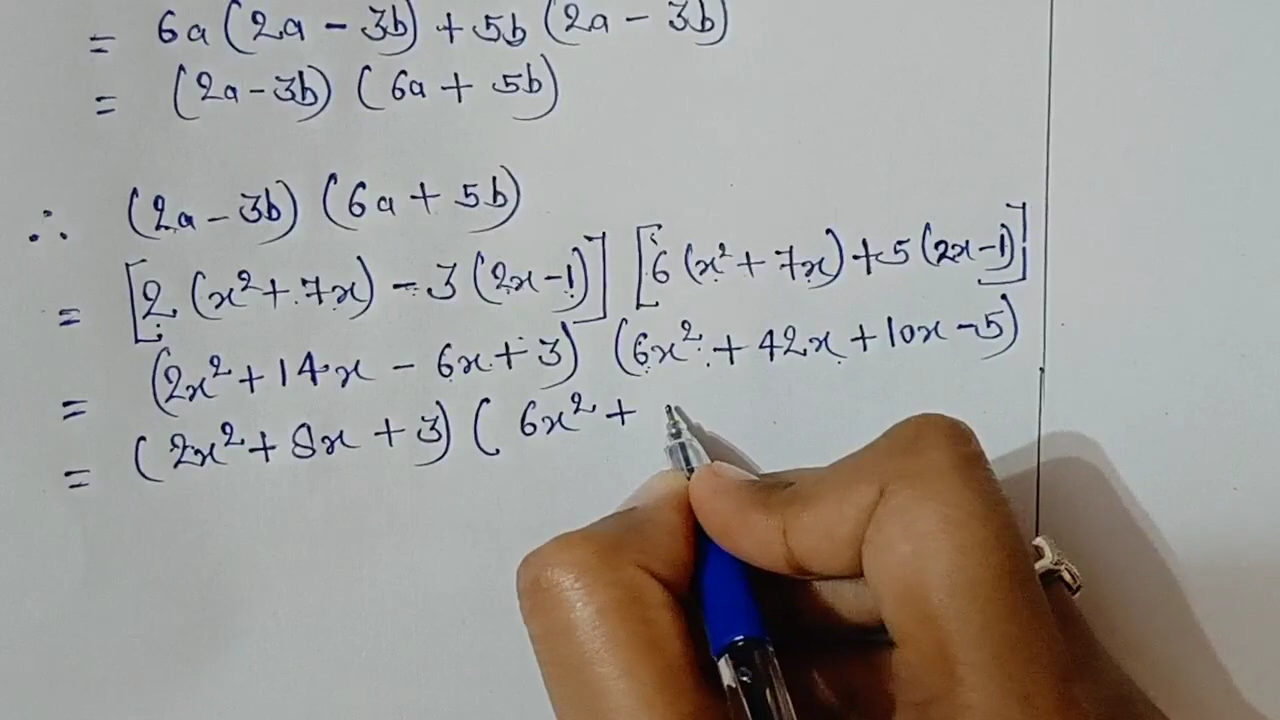 = 6a (2a - 3b) + 5b (2a - 3b)
= (2a - 3b) (6a + 5b)
∴ (2a - 3b) (6a + 5b)
= [2 (x² + 7x) - 3 (2x - 1)] [6 (x² + 7x) + 5 (2x - 1)]
= (2x² + 14x - 6x + 3) (6x² + 42x + 10x - 5)
= (2x² + 8x + 3) ( 6x² +